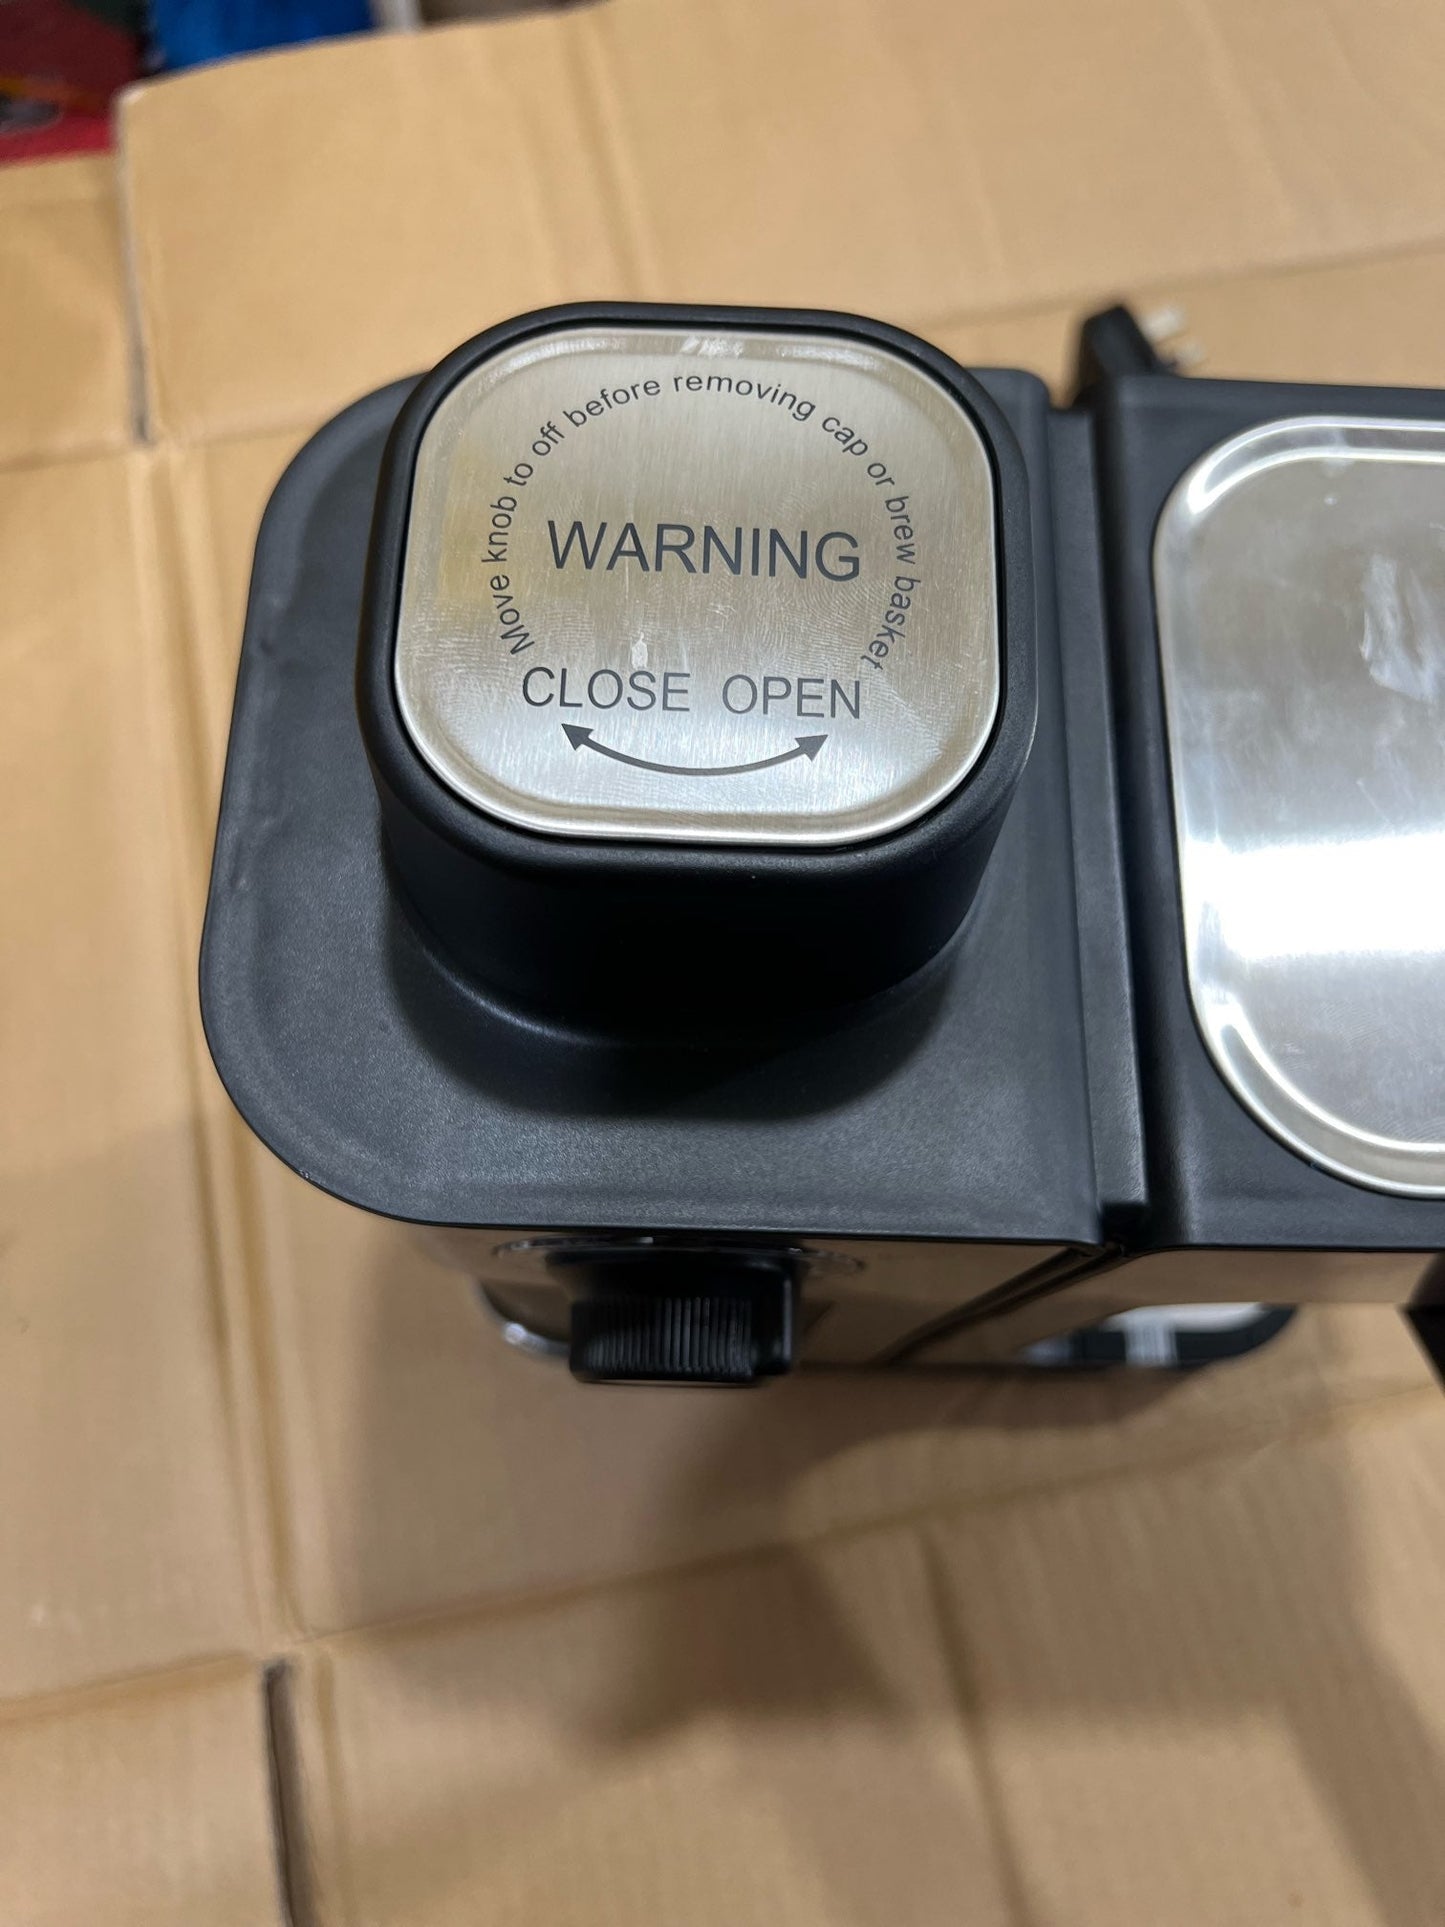 Move knob to off before removing cap or brew basket
WARNING
CLOSE OPEN